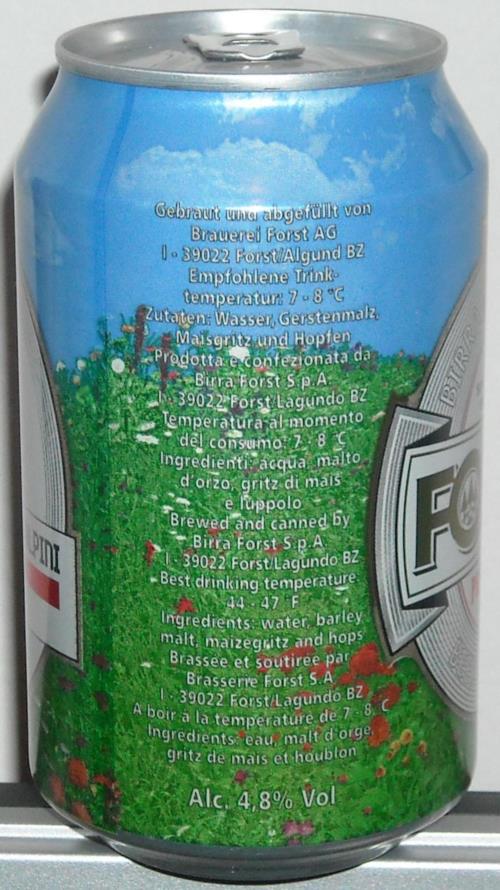 Gebraut und abgefüllt von
Brauerei Forst AG
I - 39022 Forst/Algund BZ
Empfohlene Trink-
temperatur: 7 - 8 °C
Zutaten: Wasser, Gerstenmalz,
Maisgritz und Hopfen
Prodotta e confezionata da
Birra Forst S.p.A.
I - 39022 Forst/Lagundo BZ
Temperatura al momento
del consumo: 7 - 8 °C
Ingredienti: acqua, malto
d'orzo, gritz di mais
e luppolo
Brewed and canned by
Birra Forst S.p.A.
I - 39022 Forst/Lagundo BZ
Best drinking temperature
44 - 47 °F
Ingredients: water, barley
malt, maizegritz and hops
Brassée et soutirée par
Brasserie Forst S.A.
I - 39022 Forst/Lagundo BZ
A boir à la température de 7 - 8 °C
Ingredients: eau, malt d'orge,
gritz de maïs et houblon
Alc. 4,8% Vol
LPINI
BIRR
FO